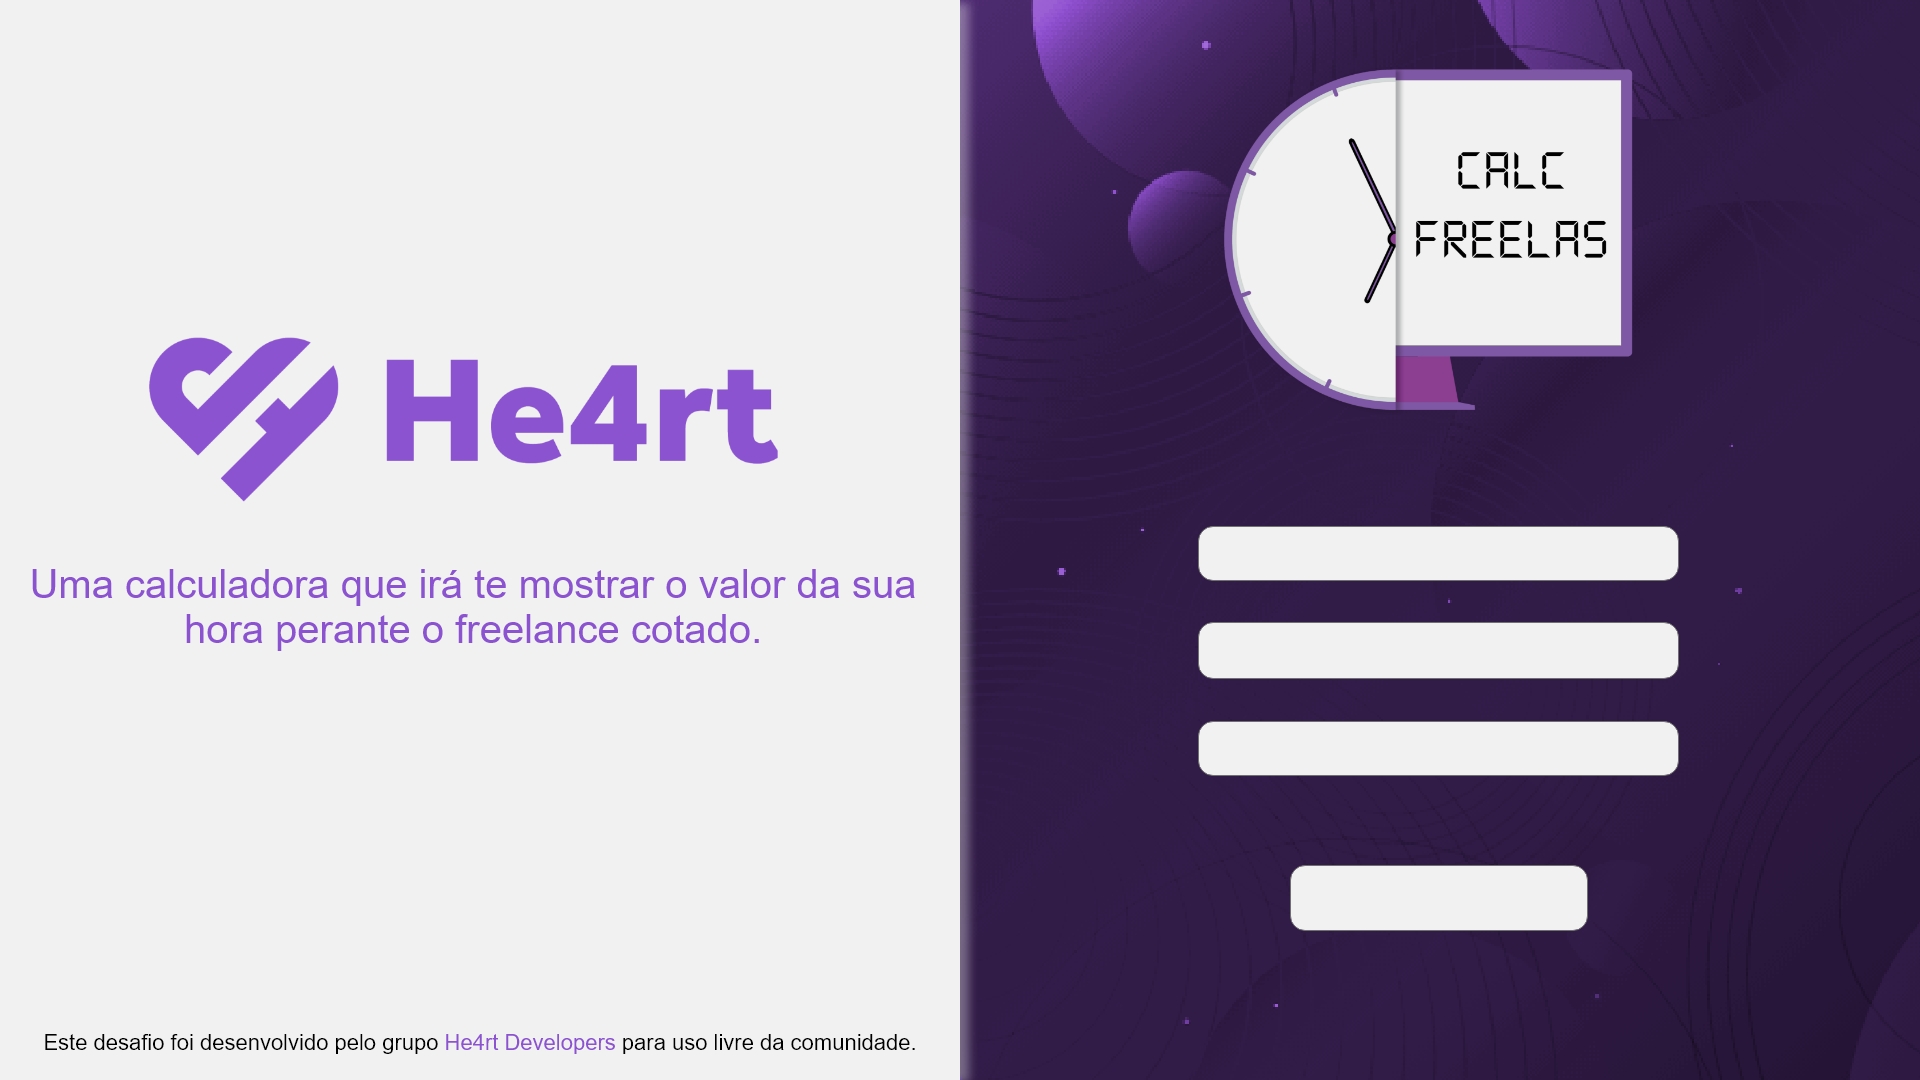 He4rt
Uma calculadora que irá te mostrar o valor da sua
hora perante o freelance cotado.
Este desafio foi desenvolvido pelo grupo He4rt Developers para uso livre da comunidade.
CALC
FREELAS